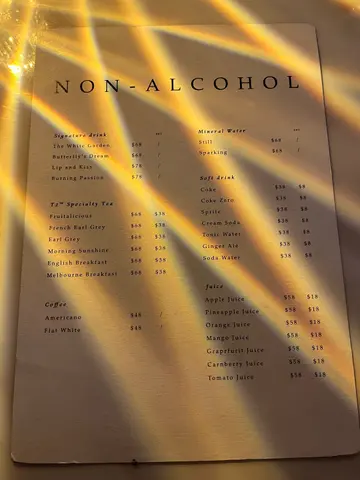 NON-ALCOHOL
Signature drink
The White Garden $68 /
Butterfly's Dream $68 /
Lip and Kizz $78 /
Burning Passion $78 /
T2™ Specialty Tea
Fruitalicious $68 $38
French Earl Grey $68 $38
Earl Grey $68 $38
Morning Sunshine $68 $38
English Breakfast $68 $38
Melbourne Breakfast $68 $38
Coffee
Americano $48 /
Flat White $48 /
Mineral Water
Still $68 /
Sparking $68 /
Soft drink
Coke $38 $8
Coke Zero $38 $8
Sprite $38 $8
Cream Soda $38 $8
Tonic Water $38 $8
Ginger Ale $38 $8
Soda Water $38 $8
Juice
Apple Juice $58 $18
Pineapple Juice $58 $18
Orange Juice $58 $18
Mango Juice $58 $18
Grapefruit Juice $58 $18
Carnberry Juice $58 $18
Tomato Juice $58 $18